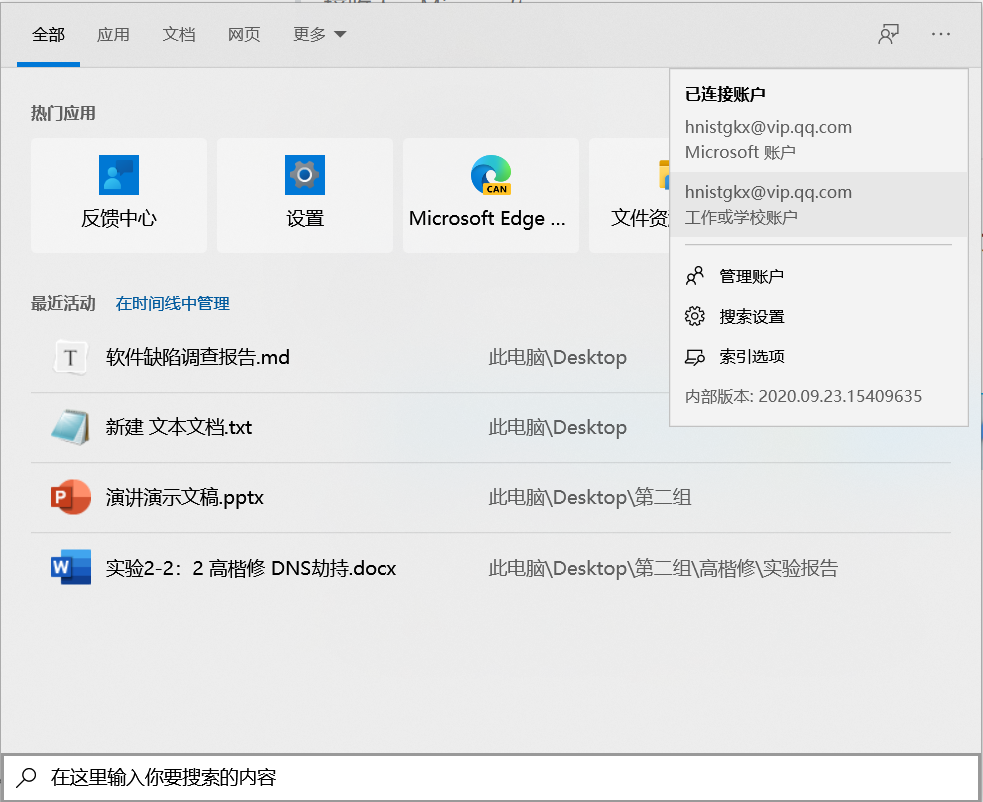 全部 应用 文档 网页 更多
热门应用
反馈中心
设置
CAN
Microsoft Edge ...
文件资
已连接账户
hnistgkx@vip.qq.com
Microsoft 账户
hnistgkx@vip.qq.com
工作或学校账户
管理账户
搜索设置
索引选项
内部版本: 2020.09.23.15409635
最近活动 在时间线中管理
T 软件缺陷调查报告.md 此电脑\Desktop
新建 文本文档.txt 此电脑\Desktop
P 演讲演示文稿.pptx 此电脑\Desktop\第二组
W 实验2-2：2 高楷修 DNS劫持.docx 此电脑\Desktop\第二组\高楷修\实验报告
在这里输入你要搜索的内容